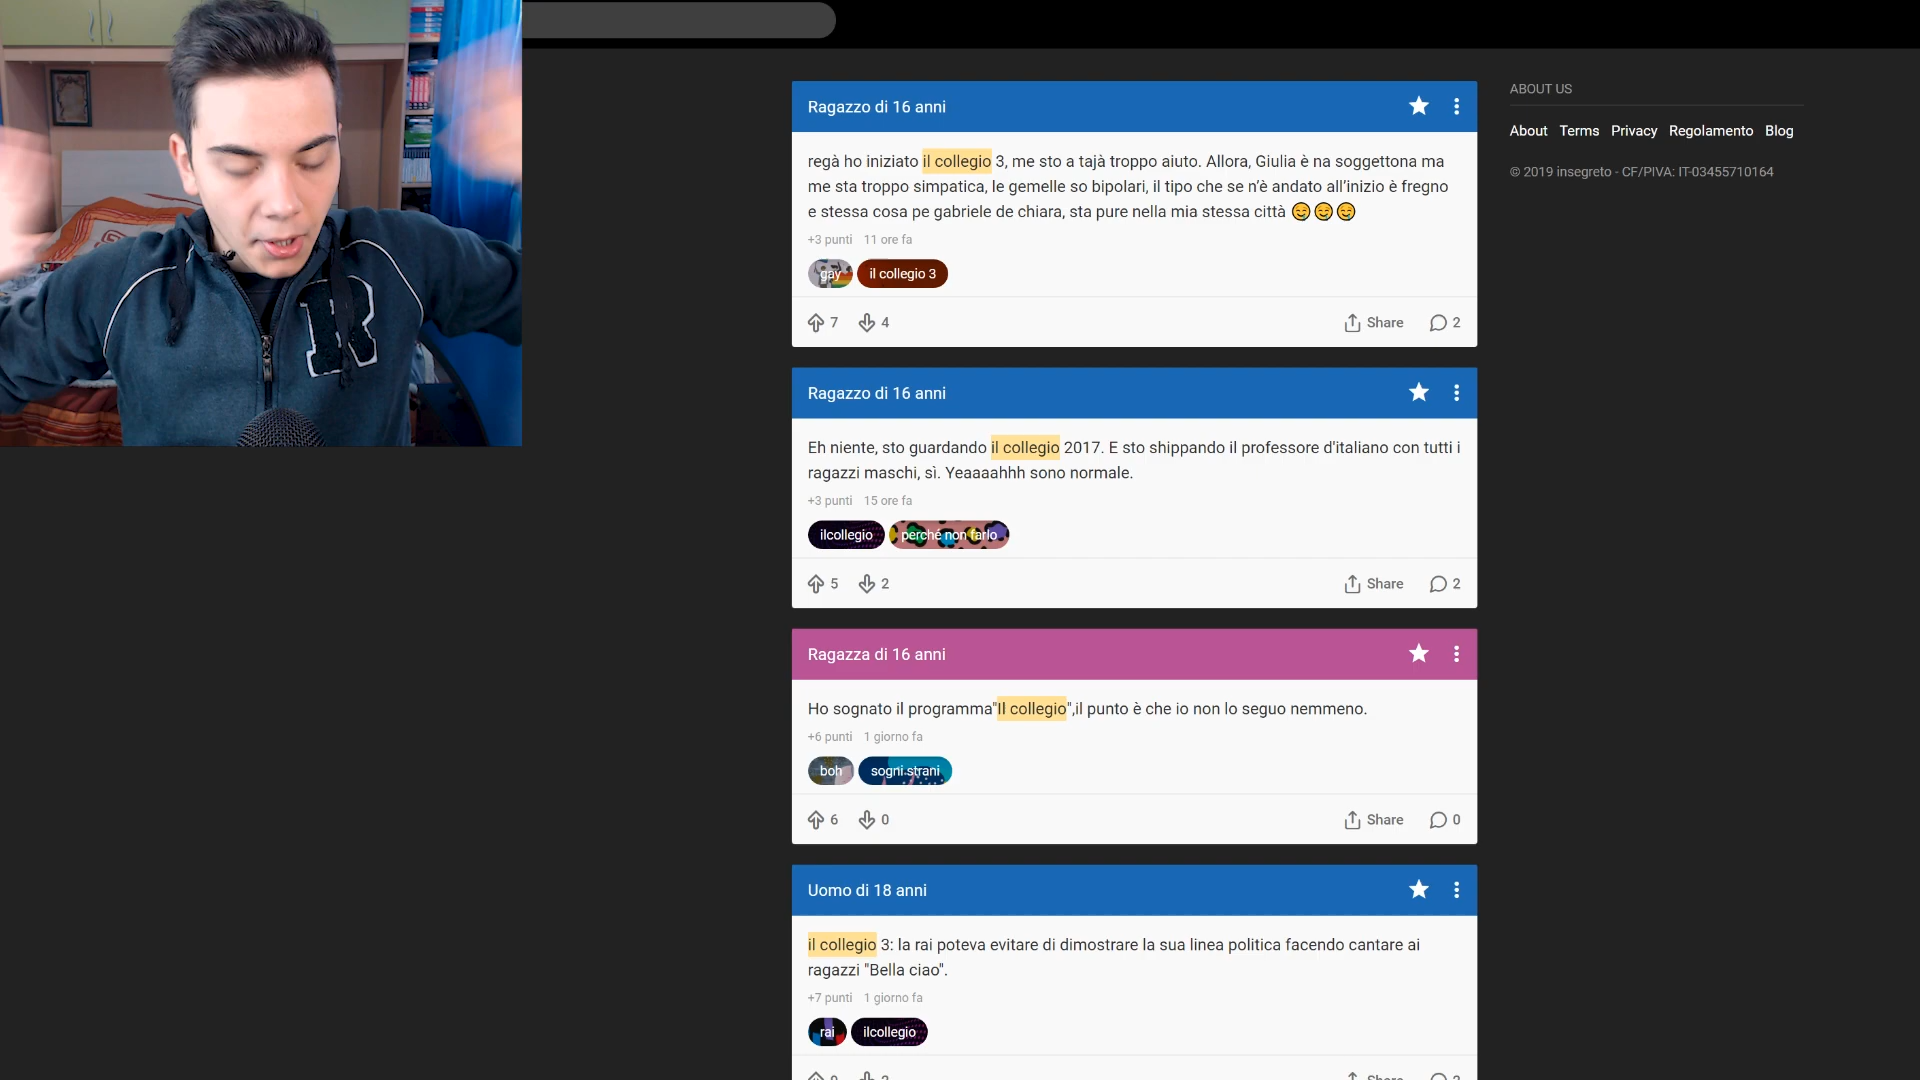 R
Ragazzo di 16 anni
regà ho iniziato il collegio 3, me sto a tajà troppo aiuto. Allora, Giulia è na soggettona ma
me sta troppo simpatica, le gemelle so bipolari, il tipo che se n'è andato all'inizio è fregno
e stessa cosa pe gabriele de chiara, sta pure nella mia stessa città 🤤🤤🤤
+3 punti 11 ore fa
gay il collegio 3
7 4 Share 2
Ragazzo di 16 anni
Eh niente, sto guardando il collegio 2017. E sto shippando il professore d'italiano con tutti i
ragazzi maschi, sì. Yeaaaahhh sono normale.
+3 punti 15 ore fa
ilcollegio perché non farlo
5 2 Share 2
Ragazza di 16 anni
Ho sognato il programma"Il collegio",il punto è che io non lo seguo nemmeno.
+6 punti 1 giorno fa
boh sogni strani
6 0 Share 0
Uomo di 18 anni
il collegio 3: la rai poteva evitare di dimostrare la sua linea politica facendo cantare ai
ragazzi "Bella ciao".
+7 punti 1 giorno fa
rai ilcollegio
Share
ABOUT US
About Terms Privacy Regolamento Blog
© 2019 insegreto - CF/PIVA: IT-03455710164